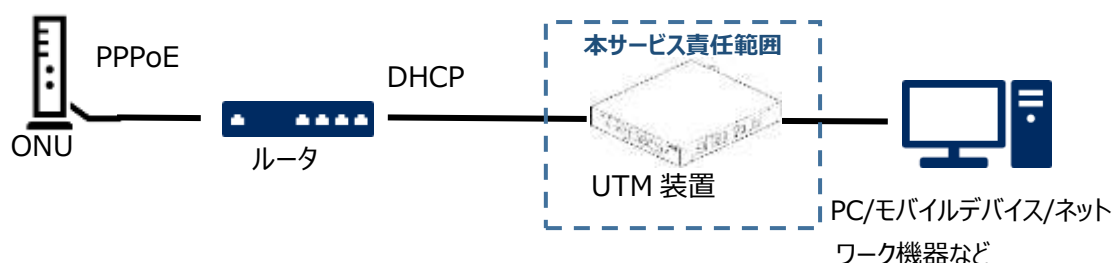 PPPoE
ONU
ルータ
DHCP
本サービス責任範囲
UTM 装置
PC/モバイルデバイス/ネット
ワーク機器など